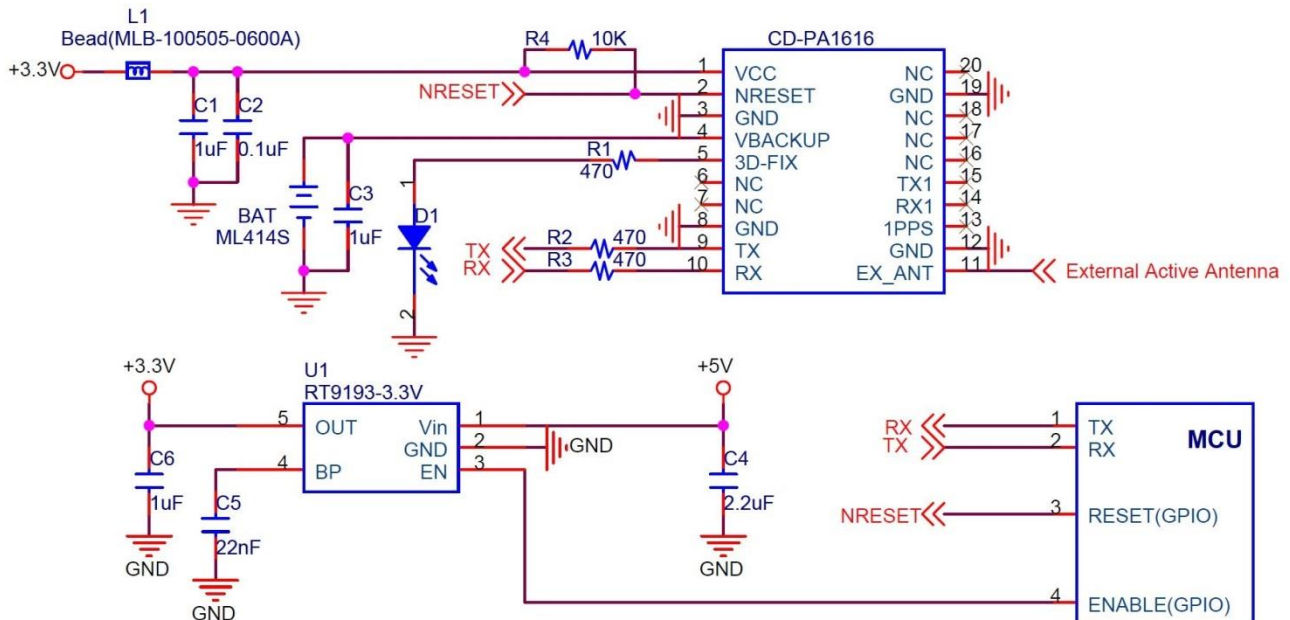 L1
Bead(MLB-100505-0600A)
+3.3V
R4 10K
CD-PA1616
NRESET
C1
1uF
C2
0.1uF
BAT
ML414S
C3
1uF
1
D1
2
R1
470
TX
R2 470
RX
R3 470
1 VCC
2 NRESET
3 GND
4 VBACKUP
5 3D-FIX
6 NC
7 NC
8 GND
9 TX
10 RX
NC 20
GND 19
NC 18
NC 17
NC 16
TX1 15
RX1 14
1PPS 13
GND 12
EX_ANT 11
External Active Antenna
+3.3V
U1
RT9193-3.3V
5 OUT
4 BP
Vin 1
GND 2
EN 3
GND
C6
1uF
GND
C5
22nF
GND
+5V
C4
2.2uF
GND
RX 1 TX
TX 2 RX
MCU
NRESET 3 RESET(GPIO)
4 ENABLE(GPIO)